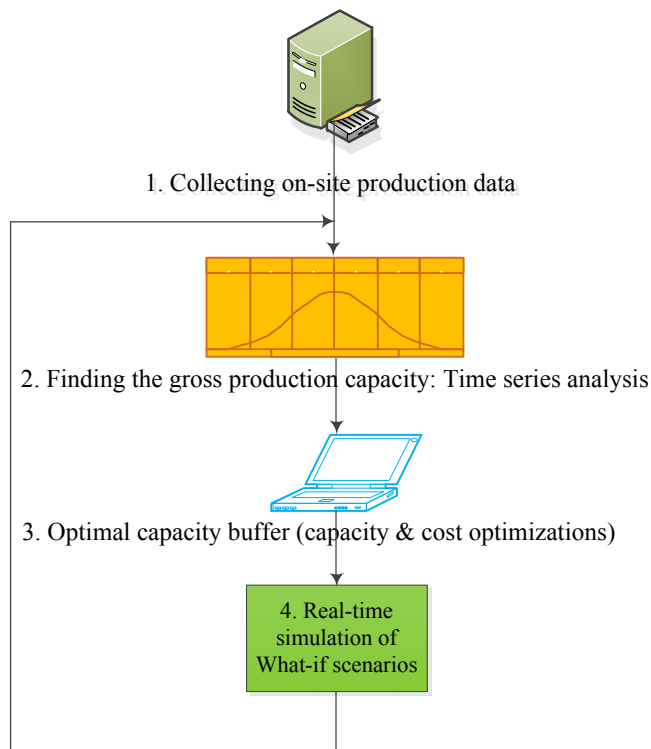 1. Collecting on-site production data
2. Finding the gross production capacity: Time series analysis
3. Optimal capacity buffer (capacity & cost optimizations)
4. Real-time
simulation of
What-if scenarios